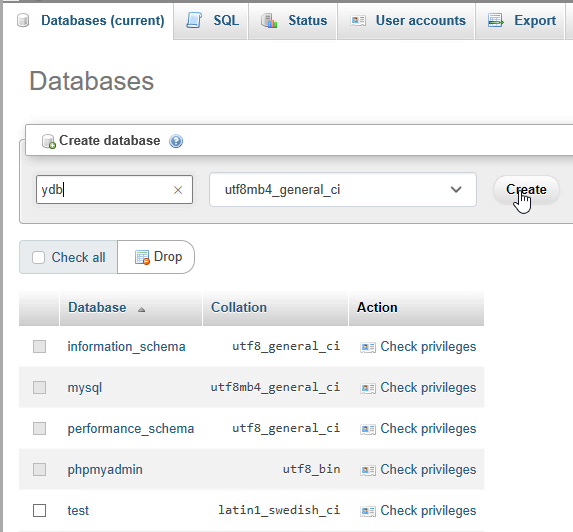 Databases (current) SQL Status User accounts Export
Databases
Create database
ydb utf8mb4_general_ci Create
Check all Drop
Database Collation Action
information_schema utf8_general_ci Check privileges
mysql utf8mb4_general_ci Check privileges
performance_schema utf8_general_ci Check privileges
phpmyadmin utf8_bin Check privileges
test latin1_swedish_ci Check privileges